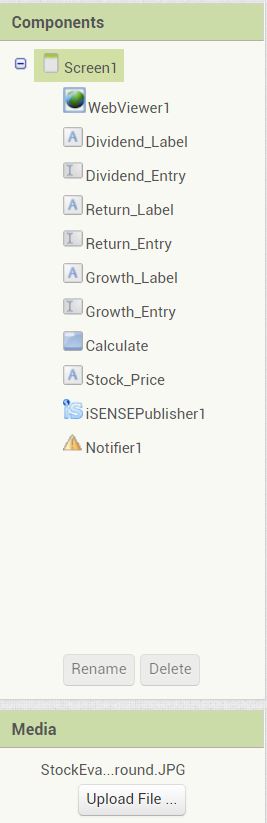 Components
Screen1
WebViewer1
A Dividend_Label
Dividend_Entry
A Return_Label
Return_Entry
A Growth_Label
Growth_Entry
Calculate
A Stock_Price
iS iSENSEPublisher1
Notifier1
Rename Delete
Media
StockEva...round.JPG
Upload File ...